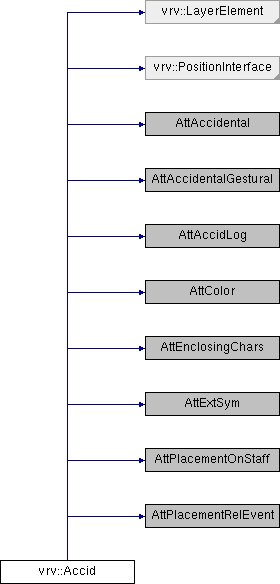 vrv::LayerElement
vrv::PositionInterface
AttAccidental
AttAccidentalGestural
AttAccidLog
AttColor
AttEnclosingChars
AttExtSym
AttPlacementOnStaff
AttPlacementRelEvent
vrv::Accid